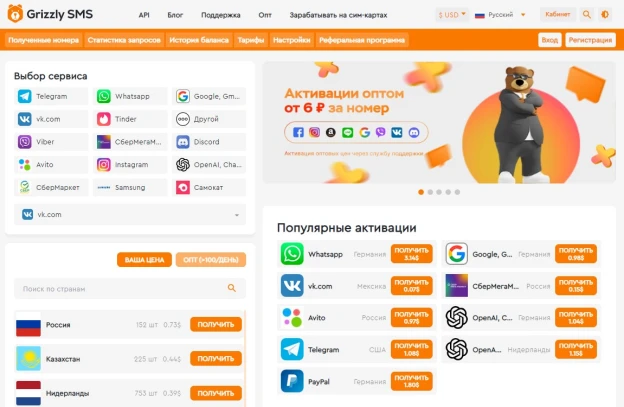 Grizzly SMS
API
Блог
Поддержка
Опт
Зарабатывать на сим-картах
$ USD
Русский
Кабинет
Полученные номера
Статистика запросов
История баланса
Тарифы
Настройки
Реферальная программа
Вход
Регистрация
Выбор сервиса
Telegram
Whatsapp
Google, Gm...
vk.com
Tinder
Другой
Viber
СберМегаМ...
Discord
Avito
Instagram
OpenAI, Cha...
СберМаркет
Samsung
Самокат
vk.com
ВАША ЦЕНА
ОПТ (>100/ДЕНЬ)
Поиск по странам
Россия 152 шт 0.73$ ПОЛУЧИТЬ
Казахстан 225 шт 0.44$ ПОЛУЧИТЬ
Нидерланды 753 шт 0.39$ ПОЛУЧИТЬ
Активации оптом
от 6 ₽ за номер
Активации оптовых цен через службу поддержки
Популярные активации
Whatsapp Германия ПОЛУЧИТЬ 3.14$
Google, G... Германия ПОЛУЧИТЬ 0.98$
vk.com Мексика ПОЛУЧИТЬ 0.07$
СберМегаМ... Россия ПОЛУЧИТЬ 0.15$
Avito Россия ПОЛУЧИТЬ 0.97$
OpenAI, C... Германия ПОЛУЧИТЬ 1.04$
Telegram США ПОЛУЧИТЬ 1.08$
OpenA... Нидерланды ПОЛУЧИТЬ 1.15$
PayPal Германия ПОЛУЧИТЬ 1.80$